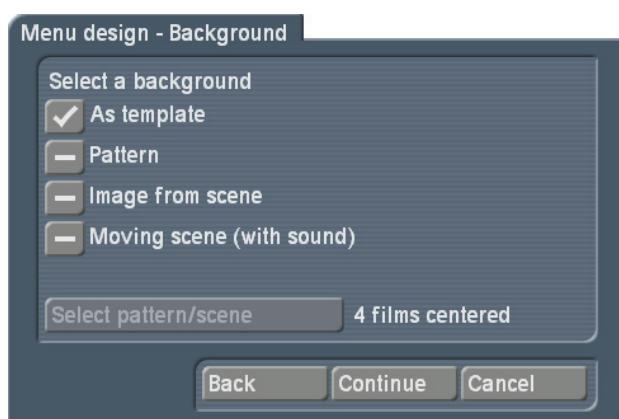 Menu design - Background
Select a background
As template
Pattern
Image from scene
Moving scene (with sound)
Select pattern/scene 4 films centered
Back Continue Cancel